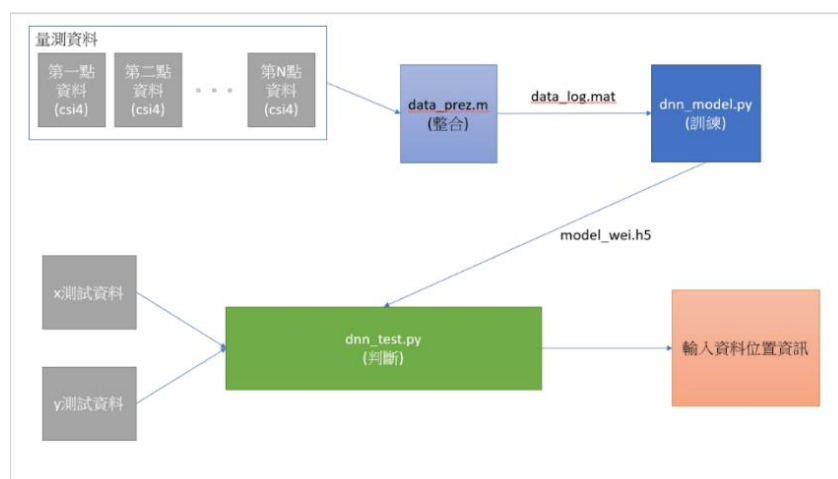 量測資料
第一點
資料
(csi4)
第二點
資料
(csi4)
• • •
第N點
資料
(csi4)
data_prez.m
(整合)
data_log.mat
dnn_model.py
(訓練)
model_wei.h5
x測試資料
y測試資料
dnn_test.py
(判斷)
輸入資料位置資訊